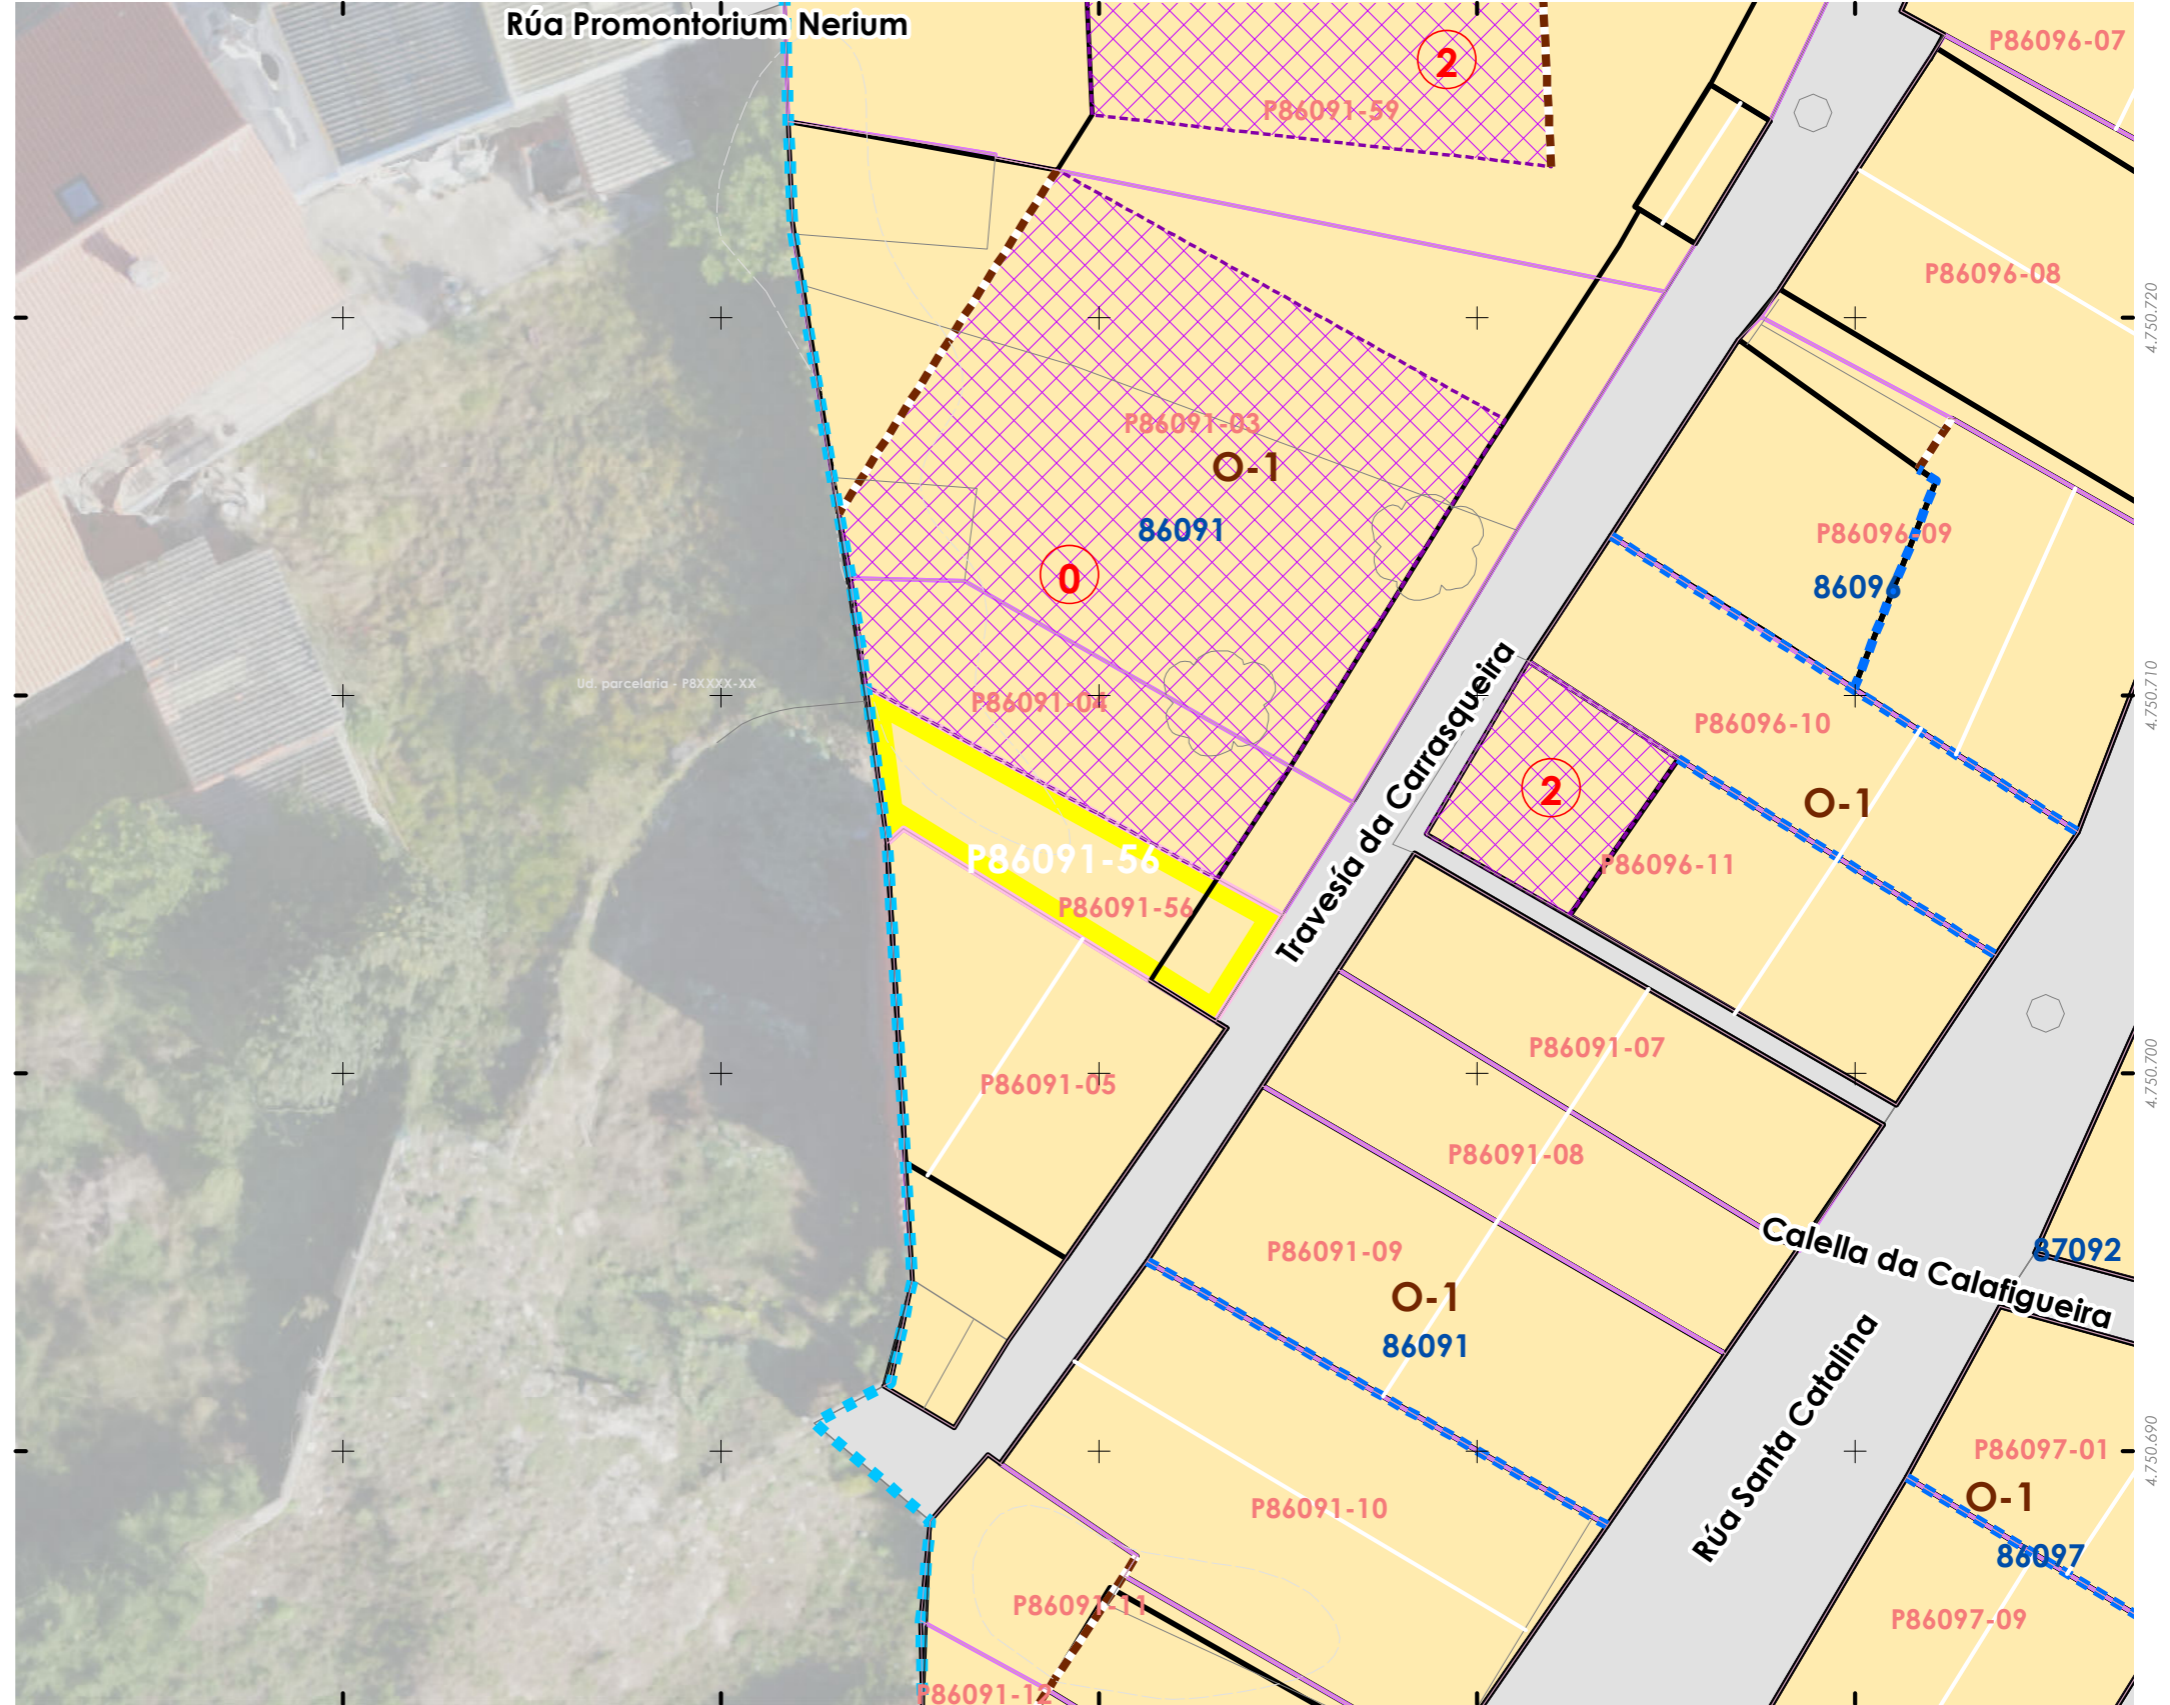 Rúa Promontorium Nerium
P86096-07
2
P86091-59
P86096-08
4.750.720
P86091-03
O-1
86091
P86096-09
0
8609
Ud. parcelaria - P8XXXX-XX
P86091-04
4.750.710
P86096-10
2
O-1
Travesía da Carrasqueira
P86091-56
P86096-11
P86091-56
P86091-07
P86091-05
4.750.700
P86091-08
P86091-09
Calella da Calafigueira
87092
O-1
86091
Rúa Santa Catalina
P86097-01
4.750.690
O-1
P86091-10
86097
P86091-11
P86097-09
P86091-12